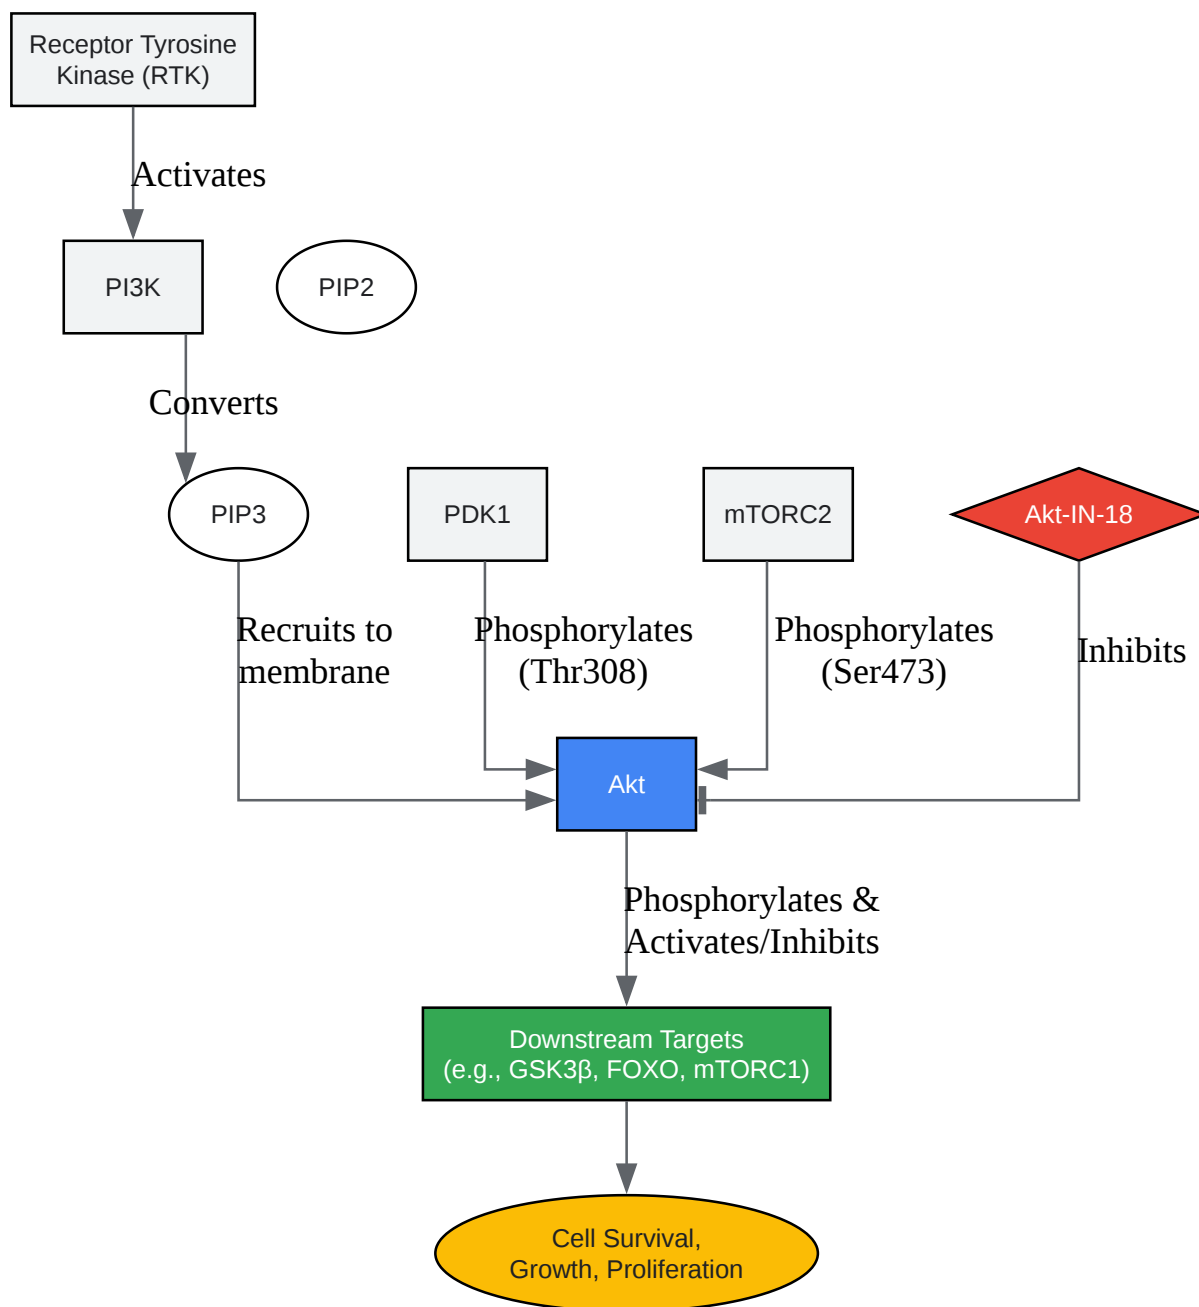 Receptor Tyrosine
Kinase (RTK)
Activates
PI3K
PIP2
Converts
PIP3
PDK1
mTORC2
Akt-IN-18
Recruits to
membrane
Phosphorylates
(Thr308)
Phosphorylates
(Ser473)
Inhibits
Akt
Phosphorylates &
Activates/Inhibits
Downstream Targets
(e.g., GSK3β, FOXO, mTORC1)
Cell Survival,
Growth, Proliferation